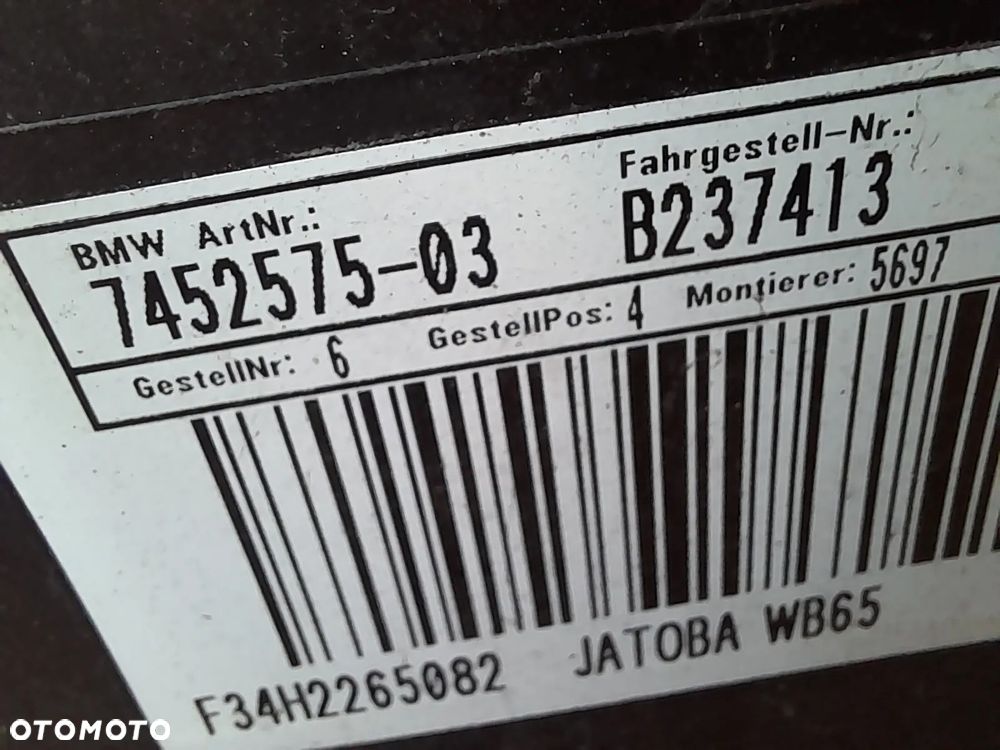 BMW ArtNr.:
7452575-03
Fahrgestell-Nr.:
B237413
GestellNr: 6 GestellPos: 4 Montierer: 5697
F34H2265082 JATOBA WB65
OTOMOTO